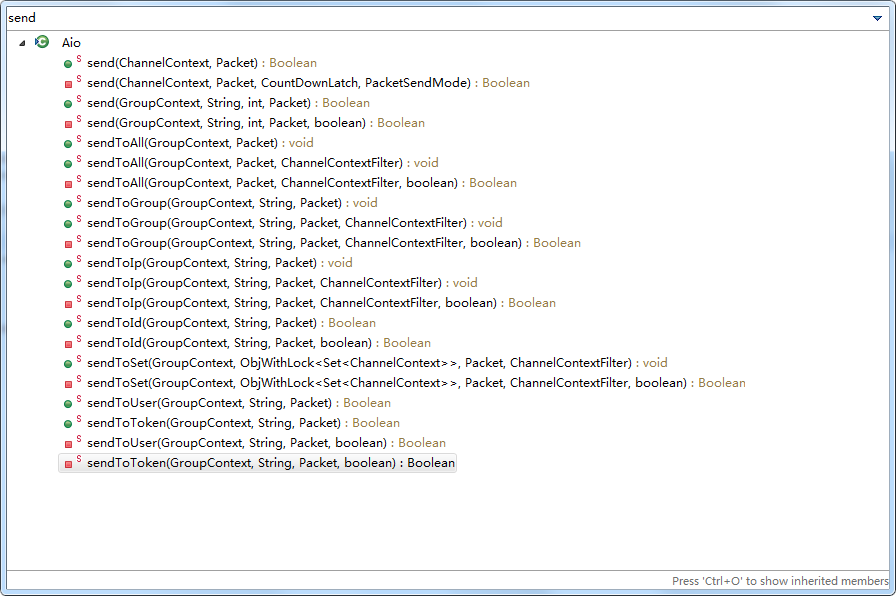 send
Aio
S send(ChannelContext, Packet) : Boolean
S send(ChannelContext, Packet, CountDownLatch, PacketSendMode) : Boolean
S send(GroupContext, String, int, Packet) : Boolean
S send(GroupContext, String, int, Packet, boolean) : Boolean
S sendToAll(GroupContext, Packet) : void
S sendToAll(GroupContext, Packet, ChannelContextFilter) : void
S sendToAll(GroupContext, Packet, ChannelContextFilter, boolean) : Boolean
S sendToGroup(GroupContext, String, Packet) : void
S sendToGroup(GroupContext, String, Packet, ChannelContextFilter) : void
S sendToGroup(GroupContext, String, Packet, ChannelContextFilter, boolean) : Boolean
S sendToIp(GroupContext, String, Packet) : void
S sendToIp(GroupContext, String, Packet, ChannelContextFilter) : void
S sendToIp(GroupContext, String, Packet, ChannelContextFilter, boolean) : Boolean
S sendToId(GroupContext, String, Packet) : Boolean
S sendToId(GroupContext, String, Packet, boolean) : Boolean
S sendToSet(GroupContext, ObjWithLock<Set<ChannelContext>>, Packet, ChannelContextFilter) : void
S sendToSet(GroupContext, ObjWithLock<Set<ChannelContext>>, Packet, ChannelContextFilter, boolean) : Boolean
S sendToUser(GroupContext, String, Packet) : Boolean
S sendToToken(GroupContext, String, Packet) : Boolean
S sendToUser(GroupContext, String, Packet, boolean) : Boolean
S sendToToken(GroupContext, String, Packet, boolean) : Boolean
Press 'Ctrl+O' to show inherited members